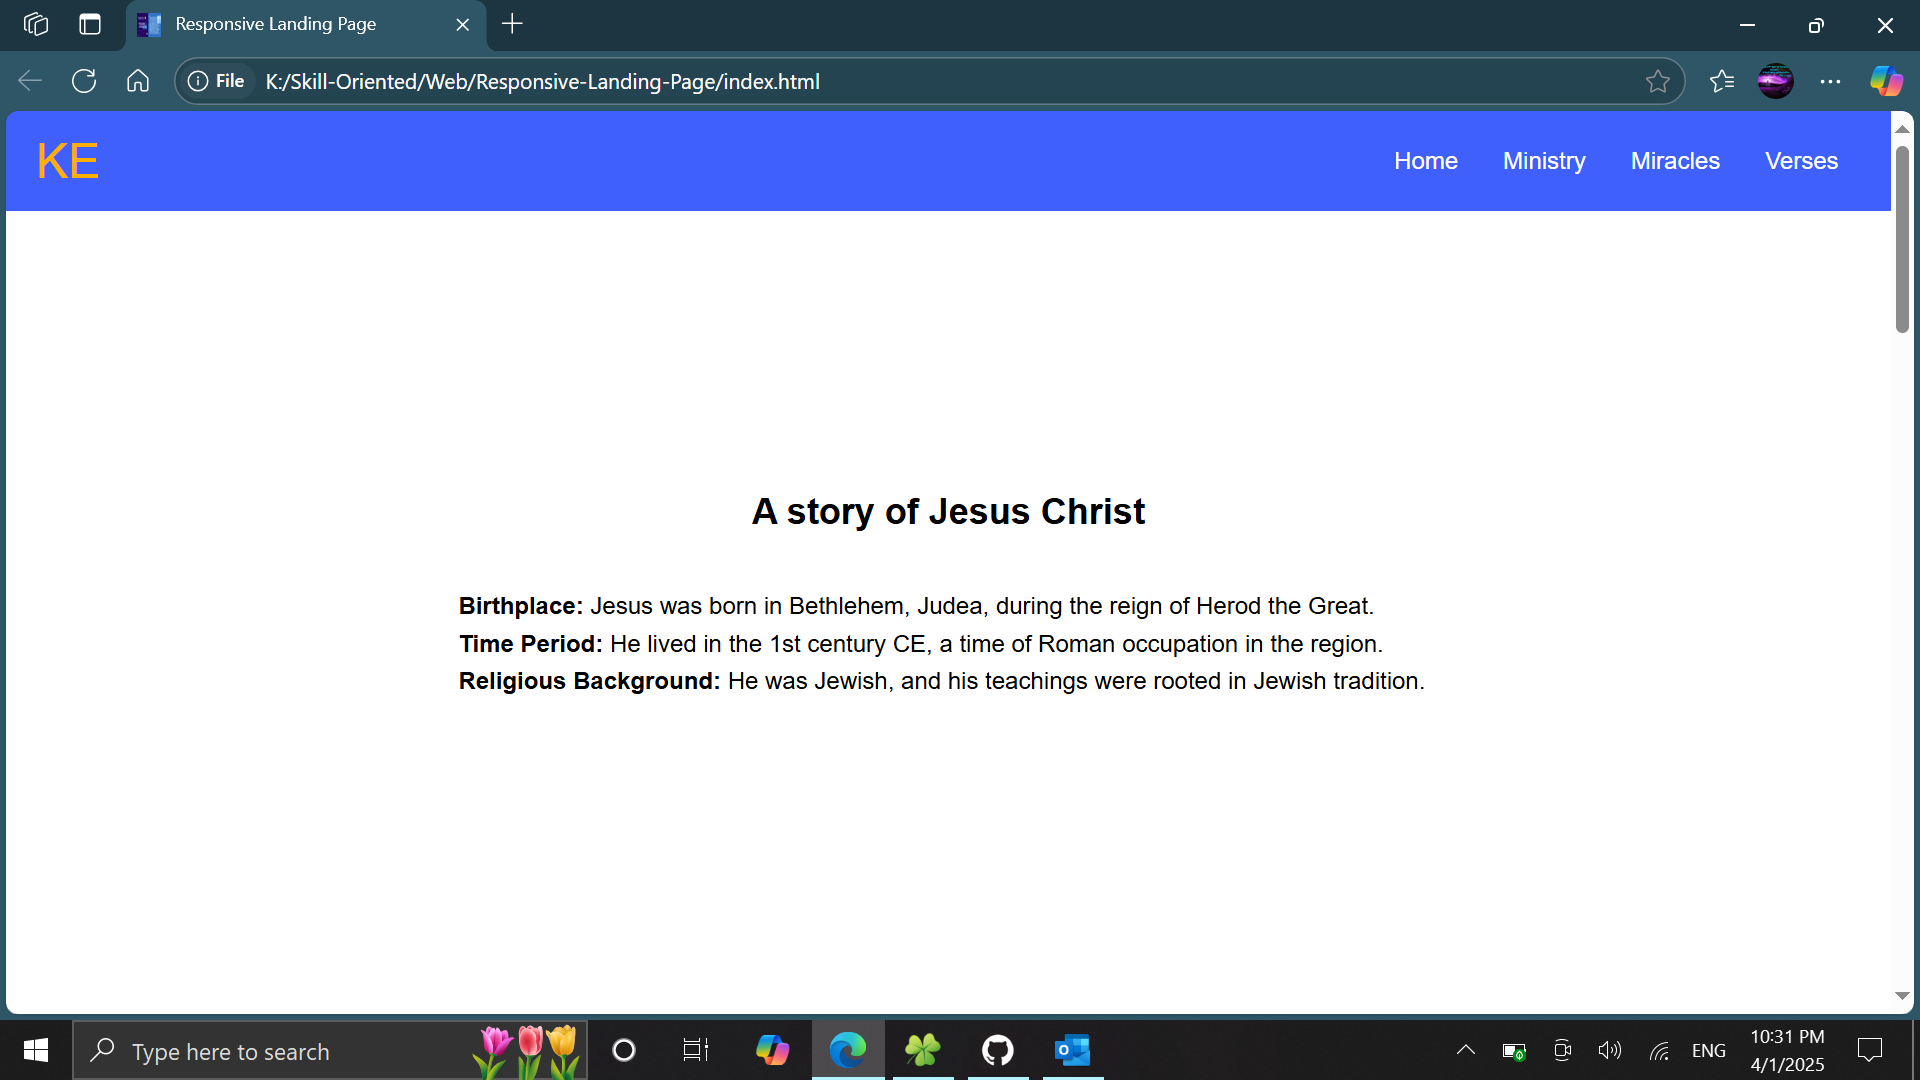 Responsive Landing Page
File K:/Skill-Oriented/Web/Responsive-Landing-Page/index.html
KE Home Ministry Miracles Verses
A story of Jesus Christ
Birthplace: Jesus was born in Bethlehem, Judea, during the reign of Herod the Great.
Time Period: He lived in the 1st century CE, a time of Roman occupation in the region.
Religious Background: He was Jewish, and his teachings were rooted in Jewish tradition.
Type here to search
ENG
10:31 PM
4/1/2025